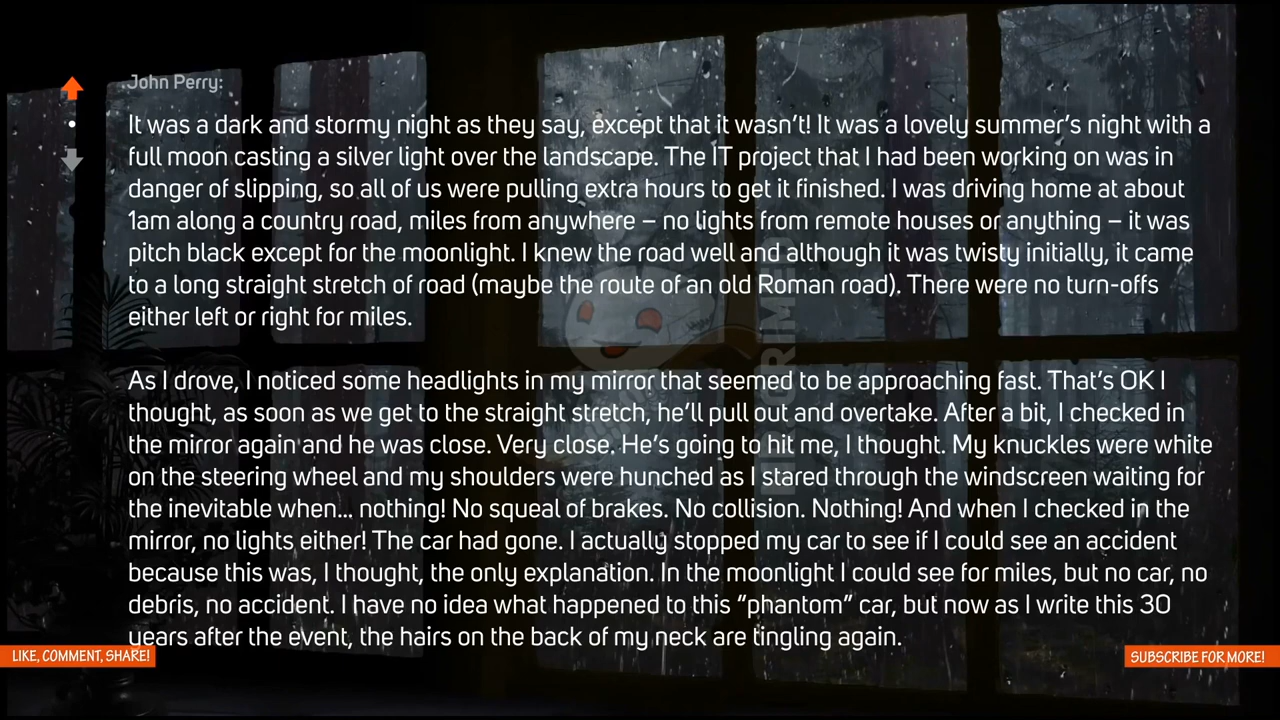 .John Perry:
It was a dark and stormy night as they say, except that it wasn't! It was a lovely summer's night with a
full moon casting a silver light over the landscape. The IT project that I had been working on was in
danger of slipping, so all of us were pulling extra hours to get it finished. I was driving home at about
1am along a country road, miles from anywhere – no lights from remote houses or anything – it was
pitch black except for the moonlight. I knew the road well and although it was twisty initially, it came
to a long straight stretch of road (maybe the route of an old Roman road). There were no turn-offs
either left or right for miles.
As I drove, I noticed some headlights in my mirror that seemed to be approaching fast. That's OK I
thought, as soon as we get to the straight stretch, he'll pull out and overtake. After a bit, I checked in
the mirror again and he was close. Very close. He's going to hit me, I thought. My knuckles were white
on the steering wheel and my shoulders were hunched as I stared through the windscreen waiting for
the inevitable when... nothing! No squeal of brakes. No collision. Nothing! And when I checked in the
mirror, no lights either! The car had gone. I actually stopped my car to see if I could see an accident
because this was, I thought, the only explanation. In the moonlight I could see for miles, but no car, no
debris, no accident. I have no idea what happened to this "phantom" car, but now as I write this 30
years after the event, the hairs on the back of my neck are tingling again.
LIKE, COMMENT, SHARE!
SUBSCRIBE FOR MORE!